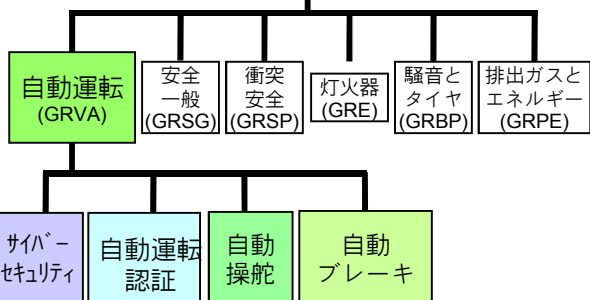 自動運転
(GRVA)
安全
一般
(GRSG)
衝突
安全
(GRSP)
灯火器
(GRE)
騒音と
タイヤ
(GRBP)
排出ガスと
エネルギー
(GRPE)
ｻｲﾊﾞｰ
ｾｷｭﾘﾃｨ
自動運転
認証
自動
操舵
自動
ブレーキ